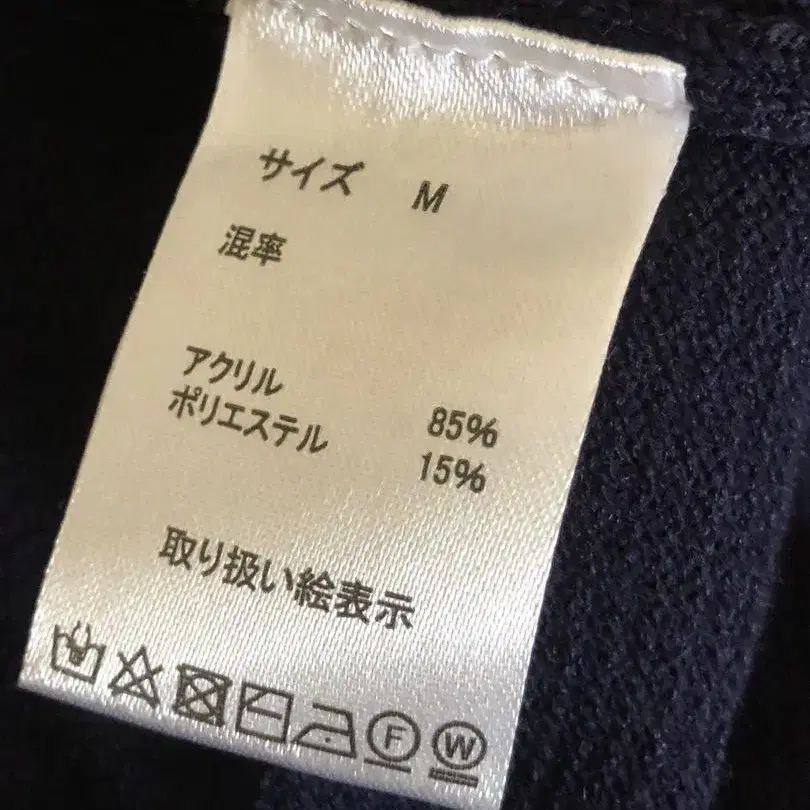 サイズ M
混率
アクリル 85%
ポリエステル 15%
取り扱い絵表示
F W